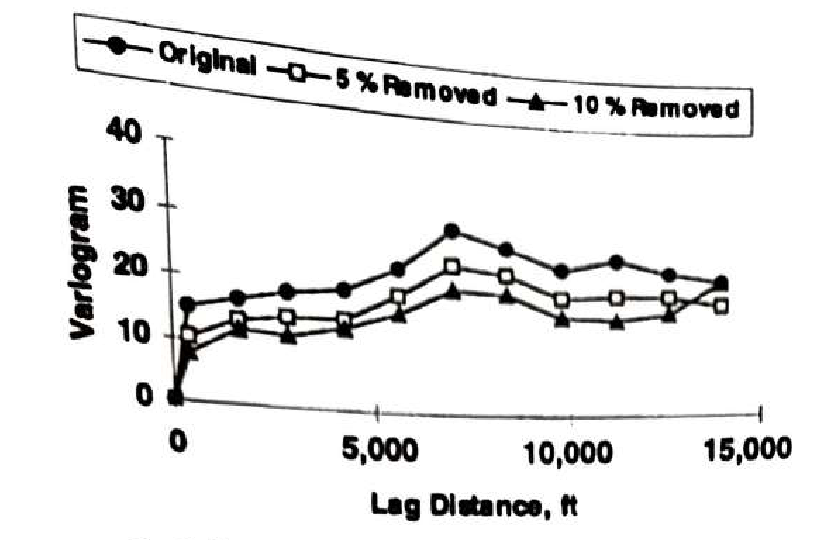 Original 5 % Removed 10 % Removed
40
30
20
10
0
Variogram
0 5,000 10,000 15,000
Lag Distance, ft